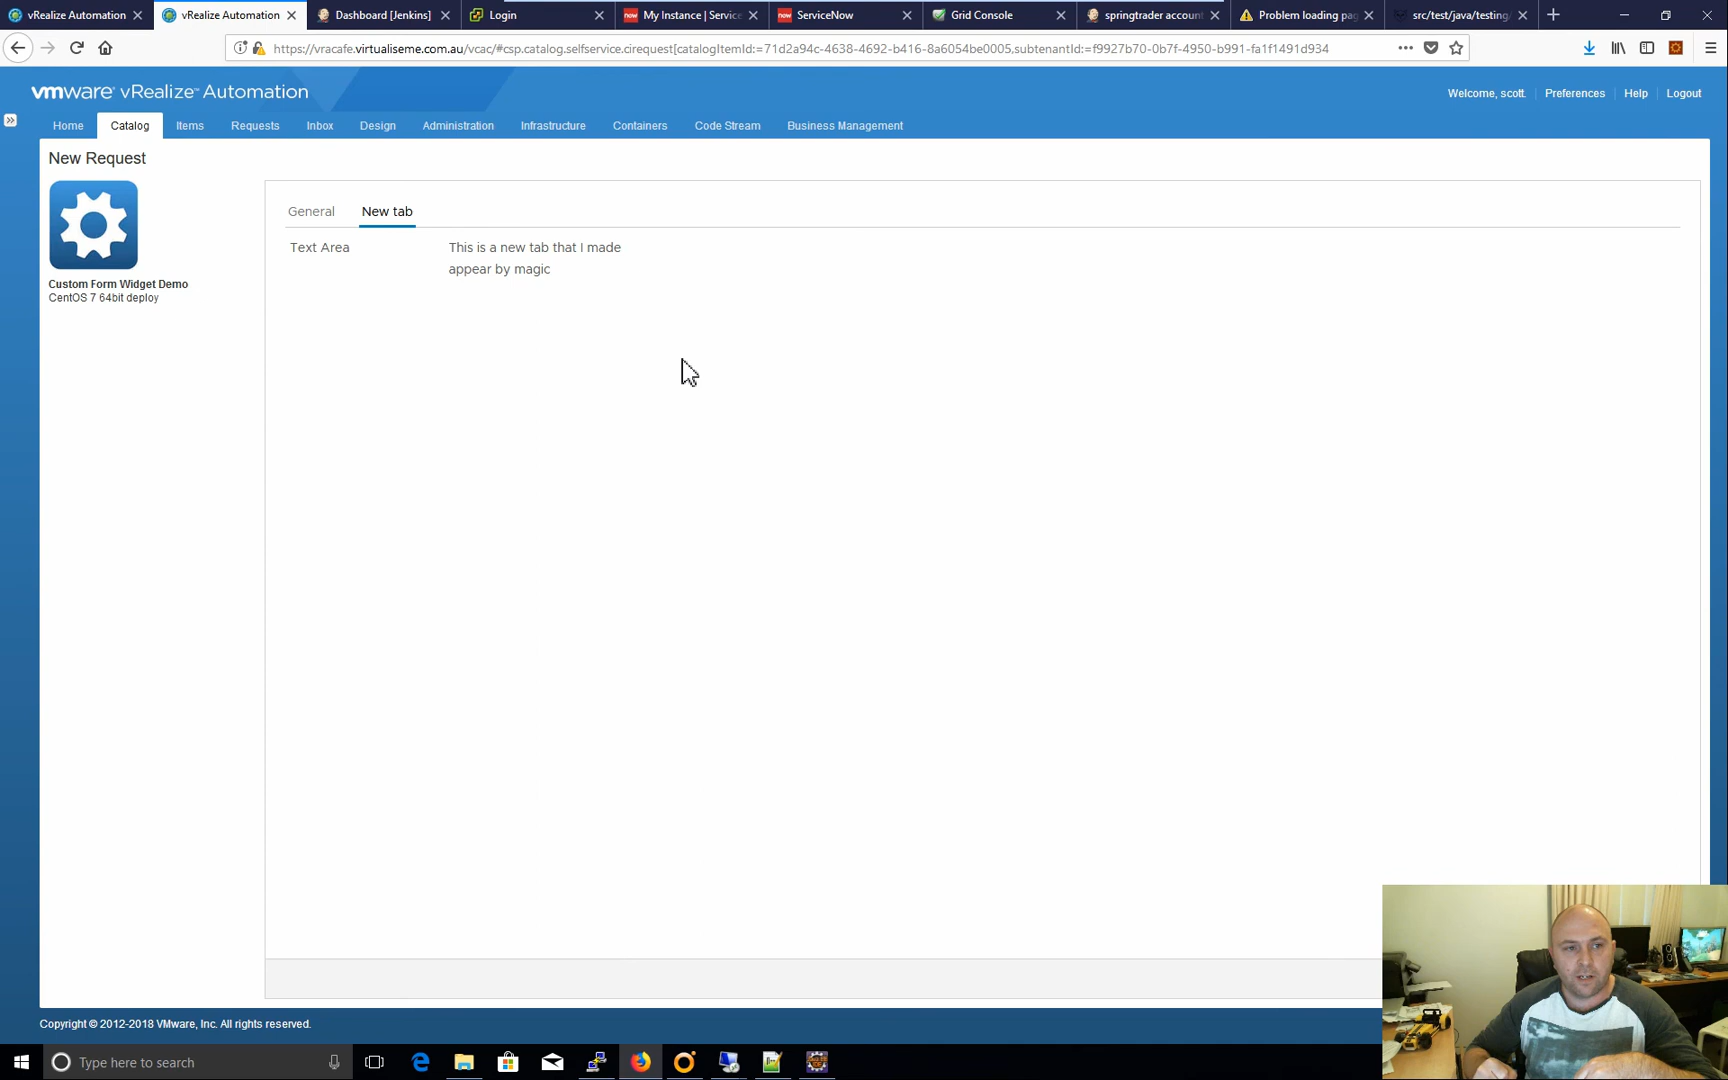 vRealize Automation
vRealize Automation
Dashboard [Jenkins]
Login
My Instance | Service
ServiceNow
Grid Console
springtrader accoun
Problem loading pag
src/test/java/testing/
https://vracafe.virtualiseme.com.au/vcac/#csp.catalog.selfservice.cirequest[catalogItemId:=71d2a94c-4638-4692-b416-8a6054be0005,subtenantId:=f9927b70-0b7f-4950-b991-fa1f1491d934
vmware vRealize™ Automation
Welcome, scott. Preferences Help Logout
Home Catalog Items Requests Inbox Design Administration Infrastructure Containers Code Stream Business Management
New Request
General New tab
Text Area
This is a new tab that I made
appear by magic
Custom Form Widget Demo
CentOS 7 64bit deploy
Copyright © 2012-2018 VMware, Inc. All rights reserved.
Type here to search